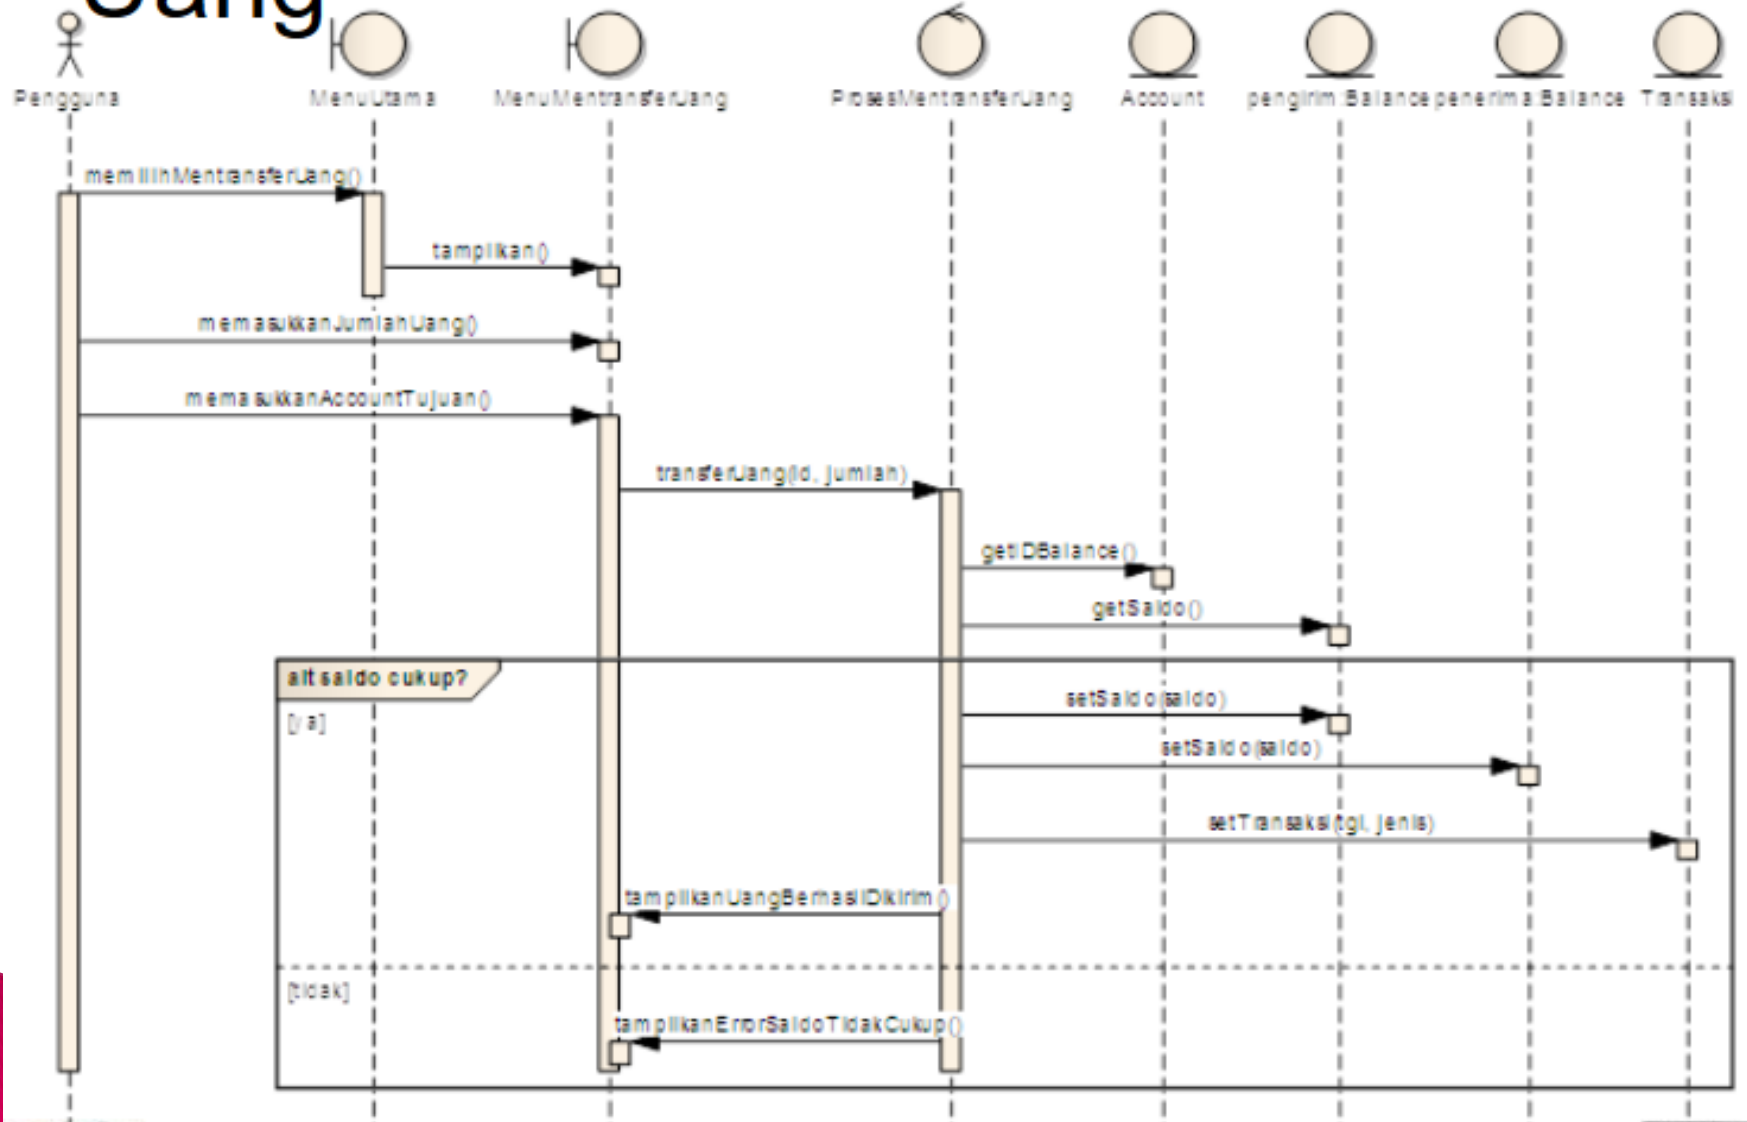 Uang
Pengguna MenuUtama MenuMentransferUang ProsesMentransferUang Account pengirim:Balance penerima:Balance Transaksi
memilihMentransferUang()
tampilkan()
memasukkanJumlahUang()
memasukkanAccountTujuan()
transferUang(id, jumlah)
getIDBalance()
getSaldo()
alt saldo cukup?
setSaldo(saldo)
[ya]
setSaldo(saldo)
setTransaksi(tgl, jenis)
tampilkanUangBerhasilDikirim()
[tidak]
tampilkanErrorSaldoTidakCukup()